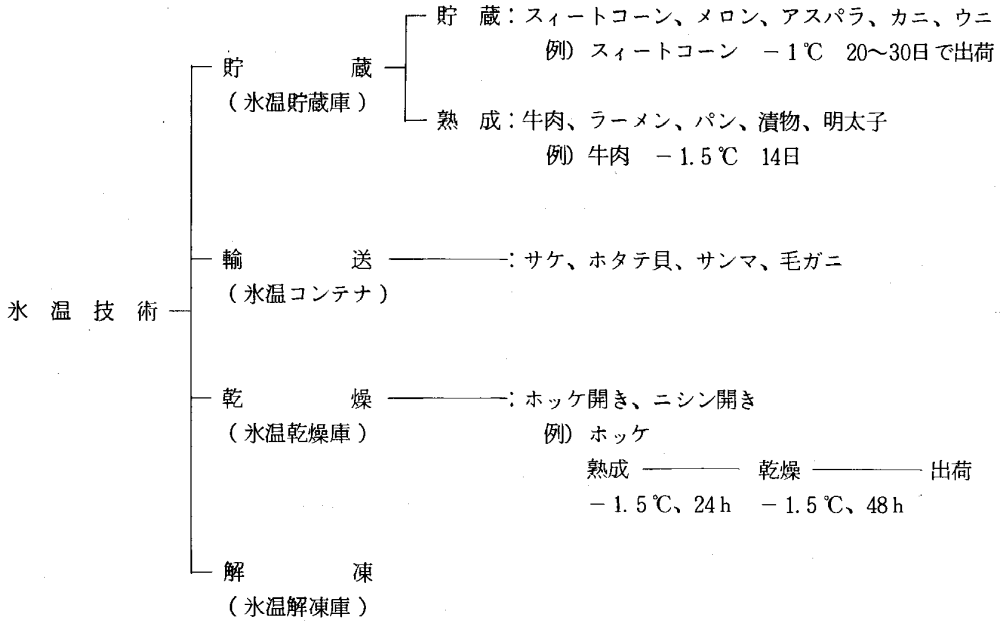 貯蔵：スィートコーン、メロン、アスパラ、カニ、ウニ
例）スィートコーン －1℃ 20～30日で出荷
貯蔵
（氷温貯蔵庫）
熟成：牛肉、ラーメン、パン、漬物、明太子
例）牛肉 －1.5℃ 14日
輸送 ：サケ、ホタテ貝、サンマ、毛ガニ
（氷温コンテナ）
氷温技術
乾燥 ：ホッケ開き、ニシン開き
（氷温乾燥庫） 例）ホッケ
熟成 乾燥 出荷
－1.5℃、24h －1.5℃、48h
解凍
（氷温解凍庫）